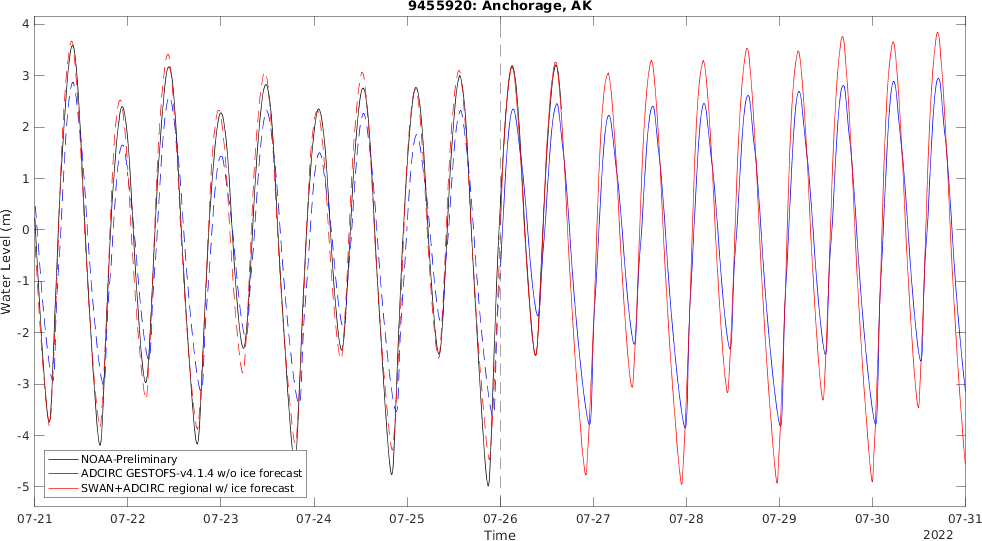 9455920: Anchorage, AK
Water Level (m)
4
3
2
1
0
-1
-2
-3
-4
-5
NOAA-Preliminary
ADCIRC GESTOFS-v4.1.4 w/o ice forecast
SWAN+ADCIRC regional w/ ice forecast
07-21 07-22 07-23 07-24 07-25 07-26 07-27 07-28 07-29 07-30 07-31
Time
2022